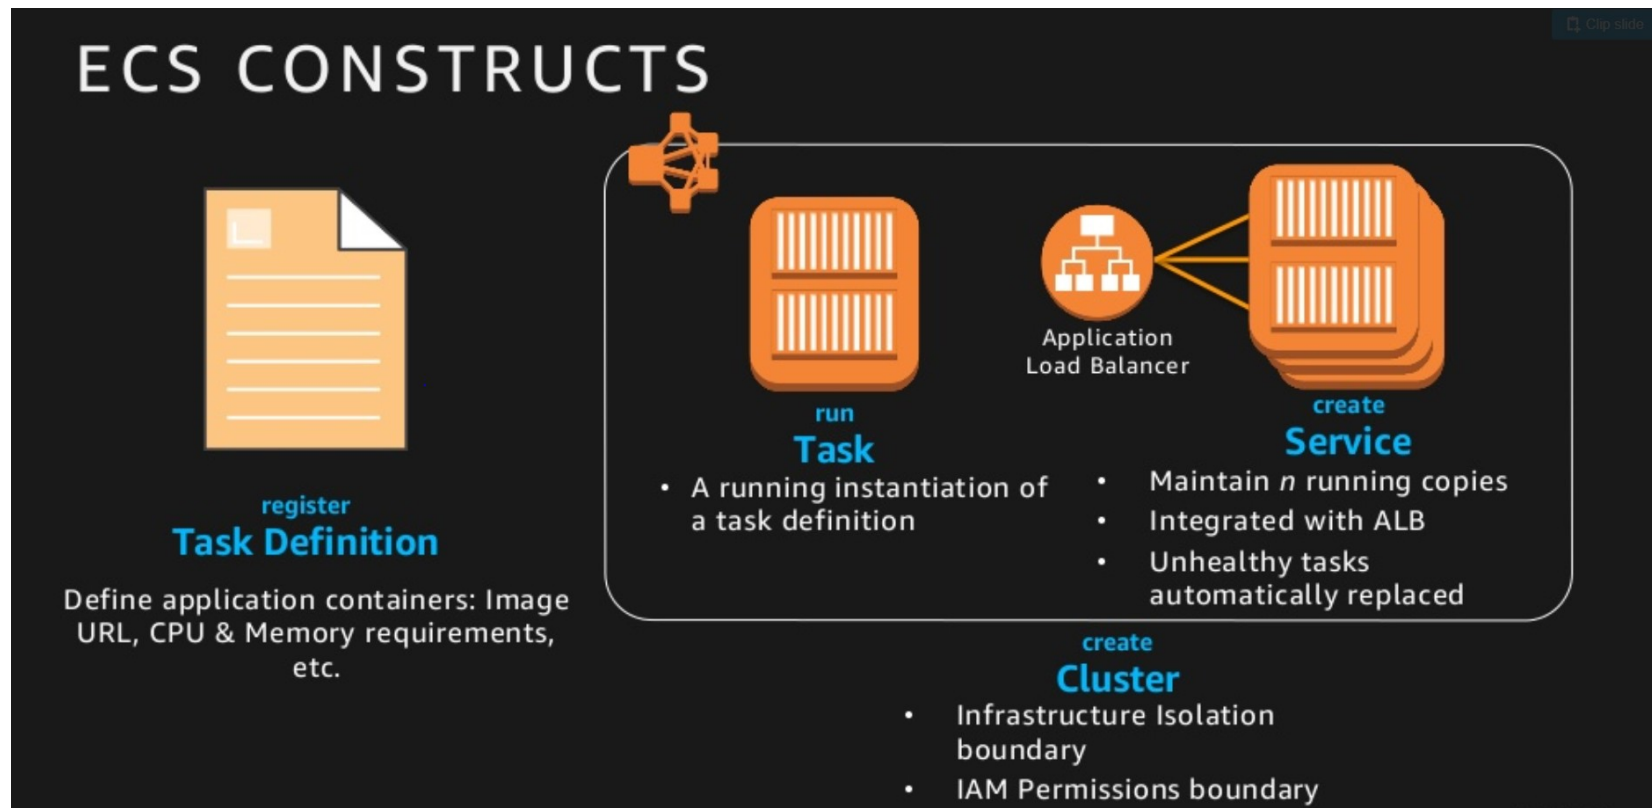 Clip slide
ECS CONSTRUCTS
register
Task Definition
Define application containers: Image
URL, CPU & Memory requirements,
etc.
run
Task
• A running instantiation of
a task definition
Application
Load Balancer
create
Service
• Maintain n running copies
• Integrated with ALB
• Unhealthy tasks
automatically replaced
create
Cluster
• Infrastructure Isolation
boundary
• IAM Permissions boundary